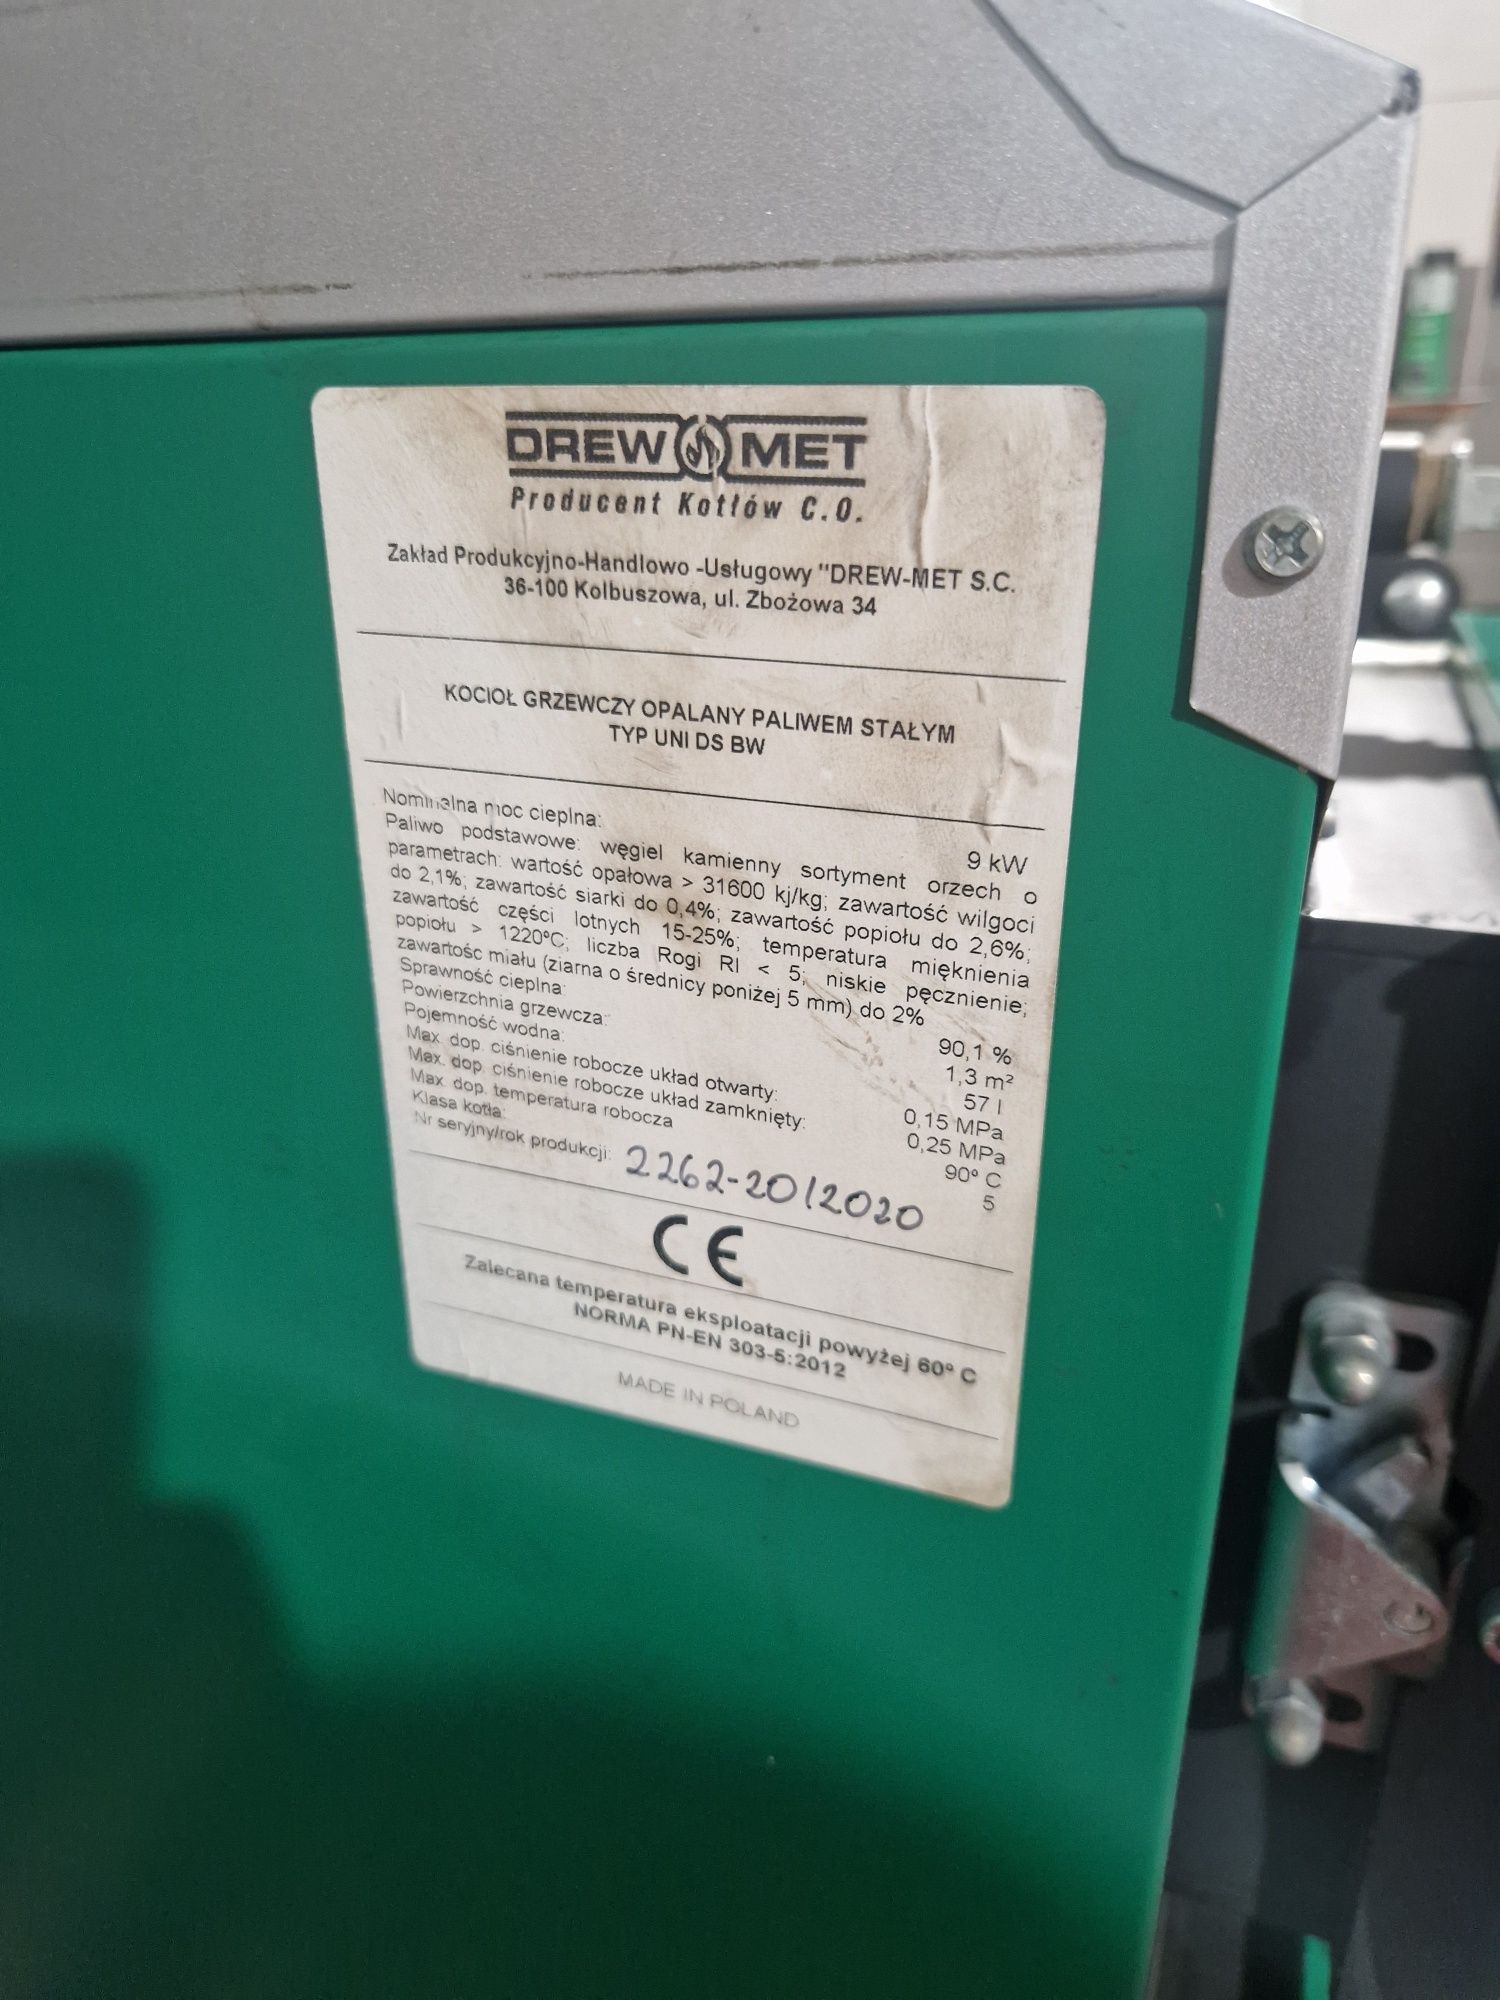 DREW MET
Producent Kotłów C.O.
Zakład Produkcyjno-Handlowo -Usługowy "DREW-MET S.C.
36-100 Kolbuszowa, ul. Zbożowa 34
KOCIOŁ GRZEWCZY OPALANY PALIWEM STAŁYM
TYP UNI DS BW
Nominalna moc cieplna: 9 kW
Paliwo podstawowe: węgiel kamienny sortyment orzech o
parametrach: wartość opałowa > 31600 kj/kg; zawartość wilgoci
do 2,1%; zawartość siarki do 0,4%; zawartość popiołu do 2,6%;
zawartość części lotnych 15-25%; temperatura mięknienia
popiołu > 1220ºC; liczba Rogi RI < 5; niskie pęcznienie;
zawartośc miału (ziarna o średnicy poniżej 5 mm) do 2%
Sprawność cieplna: 90,1 %
Powierzchnia grzewcza: 1,3 m²
Pojemność wodna: 57 l
Max. dop. ciśnienie robocze układ otwarty: 0,15 MPa
Max. dop. ciśnienie robocze układ zamknięty: 0,25 MPa
Max. dop. temperatura robocza 90º C
Klasa kotła: 5
Nr seryjny/rok produkcji: 2262-20/2020
CE
Zalecana temperatura eksploatacji powyżej 60º C
NORMA PN-EN 303-5:2012
MADE IN POLAND